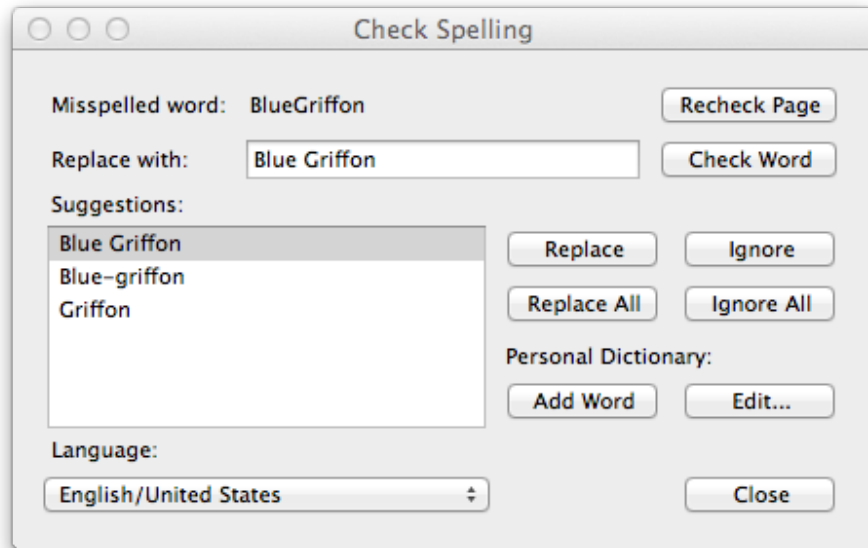 Check Spelling
Misspelled word: BlueGriffon Recheck Page
Replace with: Blue Griffon Check Word
Suggestions:
Blue Griffon
Blue-griffon
Griffon
Replace Ignore
Replace All Ignore All
Personal Dictionary:
Add Word Edit...
Language:
English/United States Close